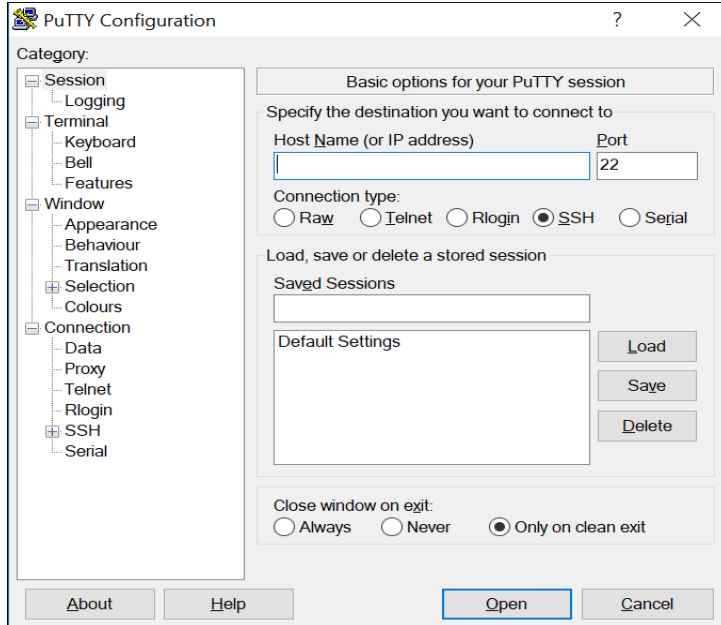 PuTTY Configuration
?
Category:
Session
Logging
Terminal
Keyboard
Bell
Features
Window
Appearance
Behaviour
Translation
Selection
Colours
Connection
Data
Proxy
Telnet
Rlogin
SSH
Serial
Basic options for your PuTTY session
Specify the destination you want to connect to
Host Name (or IP address) Port
22
Connection type:
Raw Telnet Rlogin SSH Serial
Load, save or delete a stored session
Saved Sessions
Default Settings
Load
Save
Delete
Close window on exit:
Always Never Only on clean exit
About Help Open Cancel